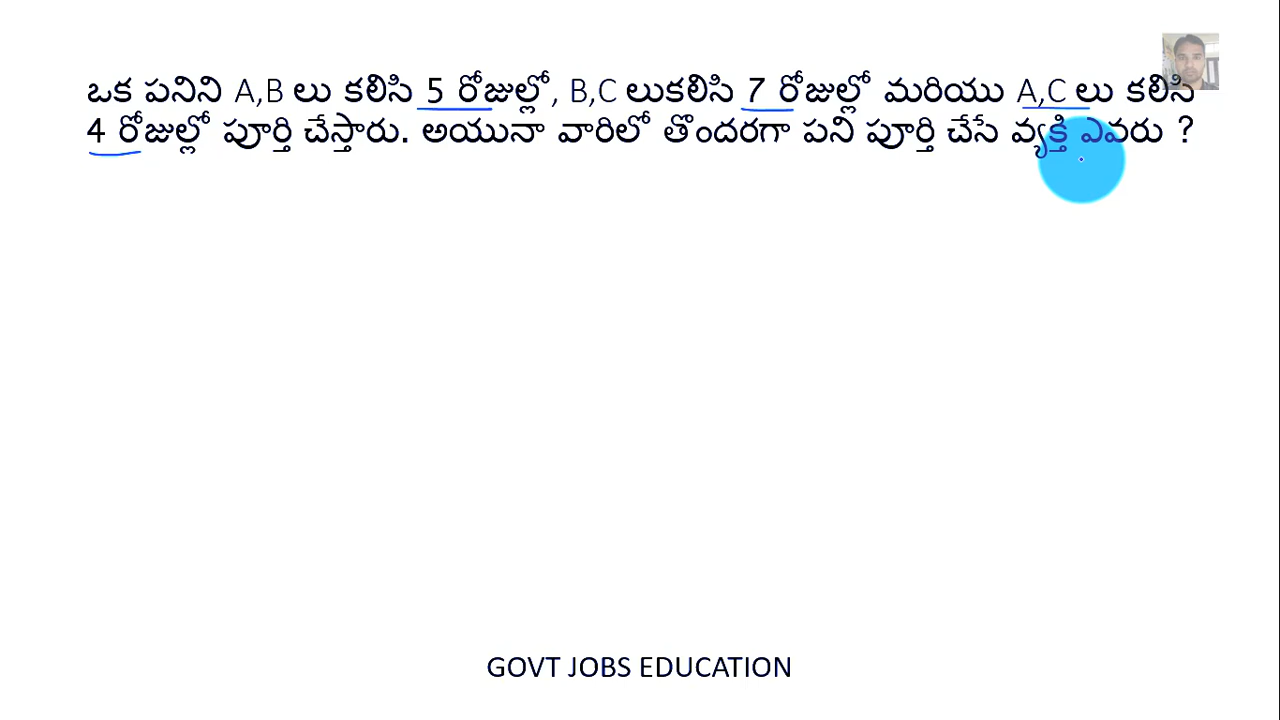 ఒక పనిని A,B లు కలిసి 5 రోజుల్లో, B,C లుకలిసి 7 రోజుల్లో మరియు A,C లు కలిసి
4 రోజుల్లో పూర్తి చేస్తారు. అయునా వారిలో తొందరగా పని పూర్తి చేసే వ్యక్తి ఎవరు ?
GOVT JOBS EDUCATION